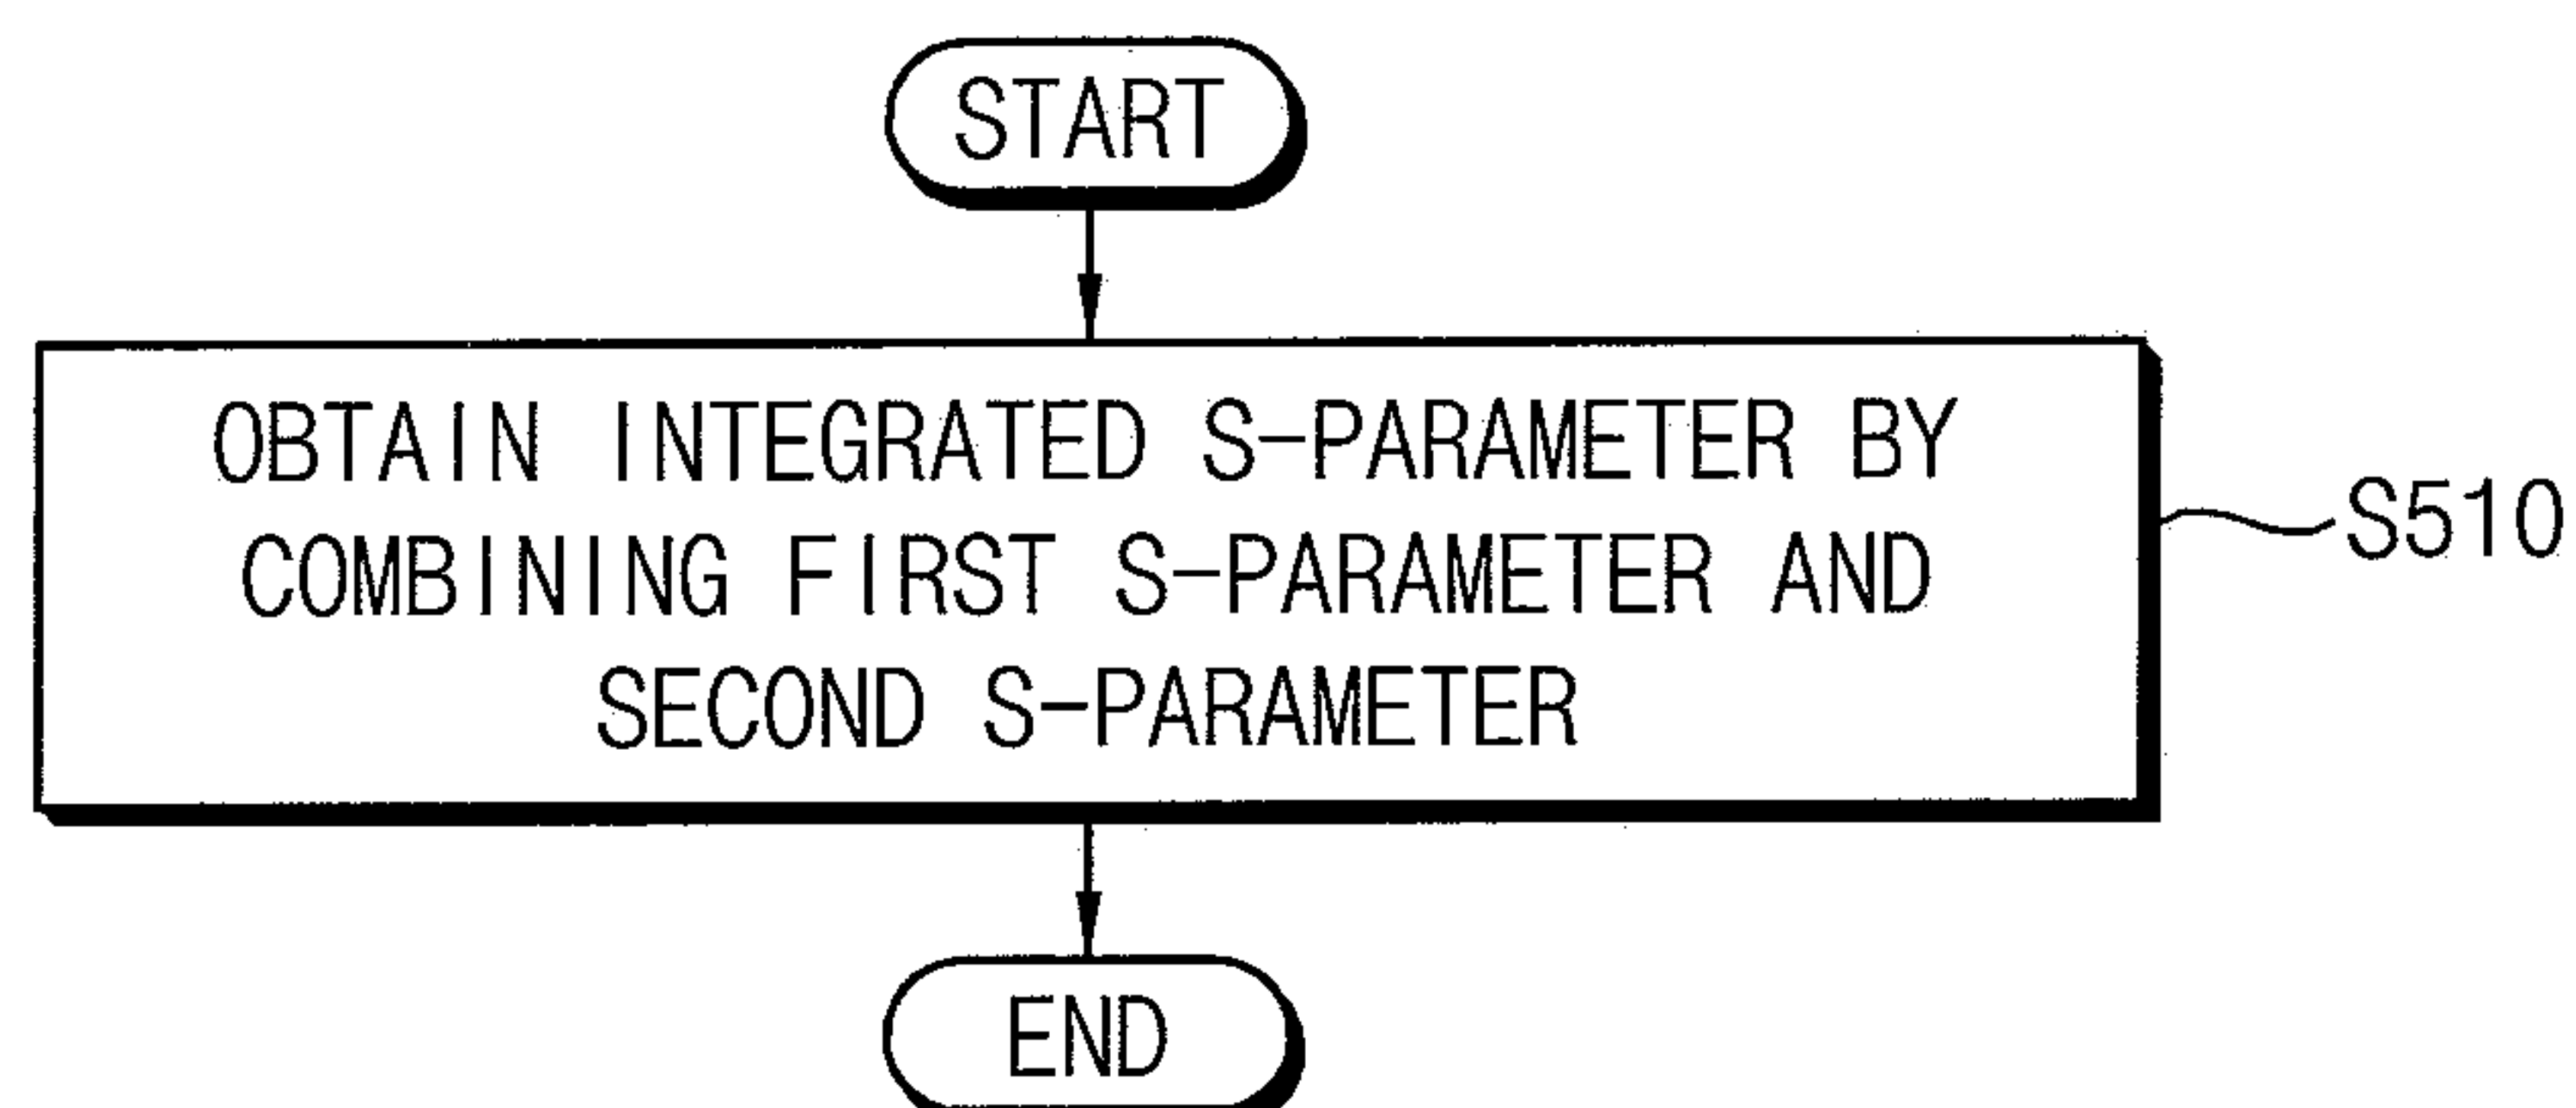 START
OBTAIN INTEGRATED S-PARAMETER BY
COMBINING FIRST S-PARAMETER AND
SECOND S-PARAMETER
S510
END